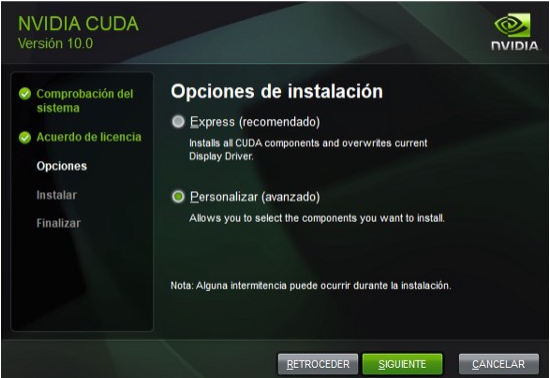 NVIDIA CUDA
Versión 10.0
NVIDIA.
Comprobación del
sistema
Acuerdo de licencia
Opciones
Instalar
Finalizar
Opciones de instalación
Express (recomendado)
Installs all CUDA components and overwrites current
Display Driver.
Personalizar (avanzado)
Allows you to select the components you want to install.
Nota: Alguna intermitencia puede ocurrir durante la instalación.
RETROCEDER
SIGUIENTE
CANCELAR